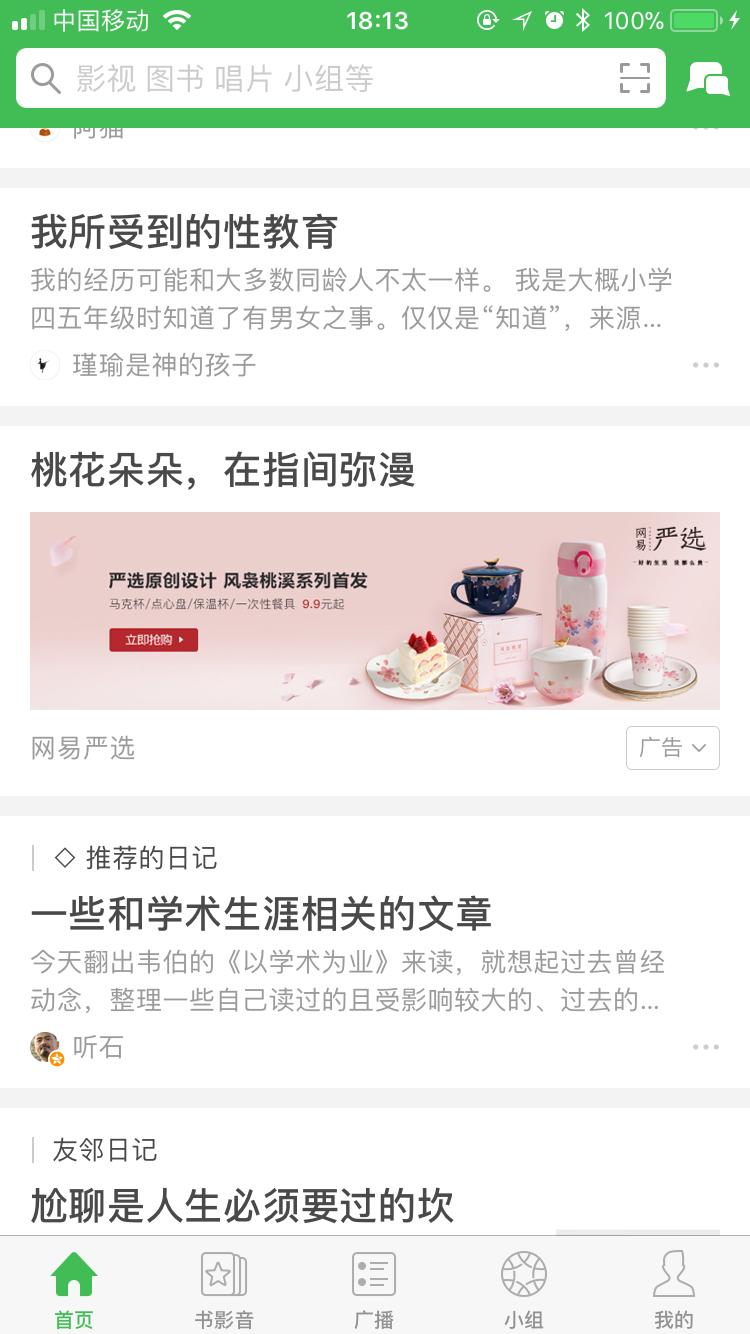 中国移动
18:13
100%
影视 图书 唱片 小组等
阿猫
我所受到的性教育
我的经历可能和大多数同龄人不太一样。 我是大概小学
四五年级时知道了有男女之事。仅仅是“知道”，来源...
瑾瑜是神的孩子
桃花朵朵，在指间弥漫
网易严选
好的生活 没那么贵
严选原创设计 风袅桃溪系列首发
马克杯/点心盘/保温杯/一次性餐具 9.9元起
立即抢购
网易严选
广告
◇ 推荐的日记
一些和学术生涯相关的文章
今天翻出韦伯的《以学术为业》来读，就想起过去曾经
动念，整理一些自己读过的且受影响较大的、过去的...
听石
友邻日记
尬聊是人生必须要过的坎
首页
书影音
广播
小组
我的